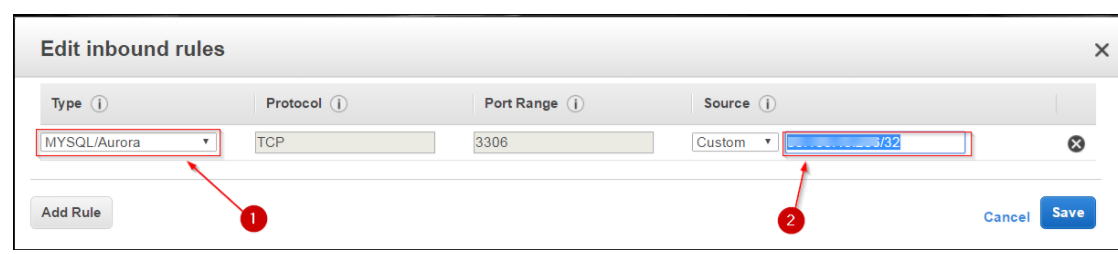 Edit inbound rules
Type Protocol Port Range Source
MYSQL/Aurora TCP 3306 Custom /32
1 2
Add Rule Cancel Save